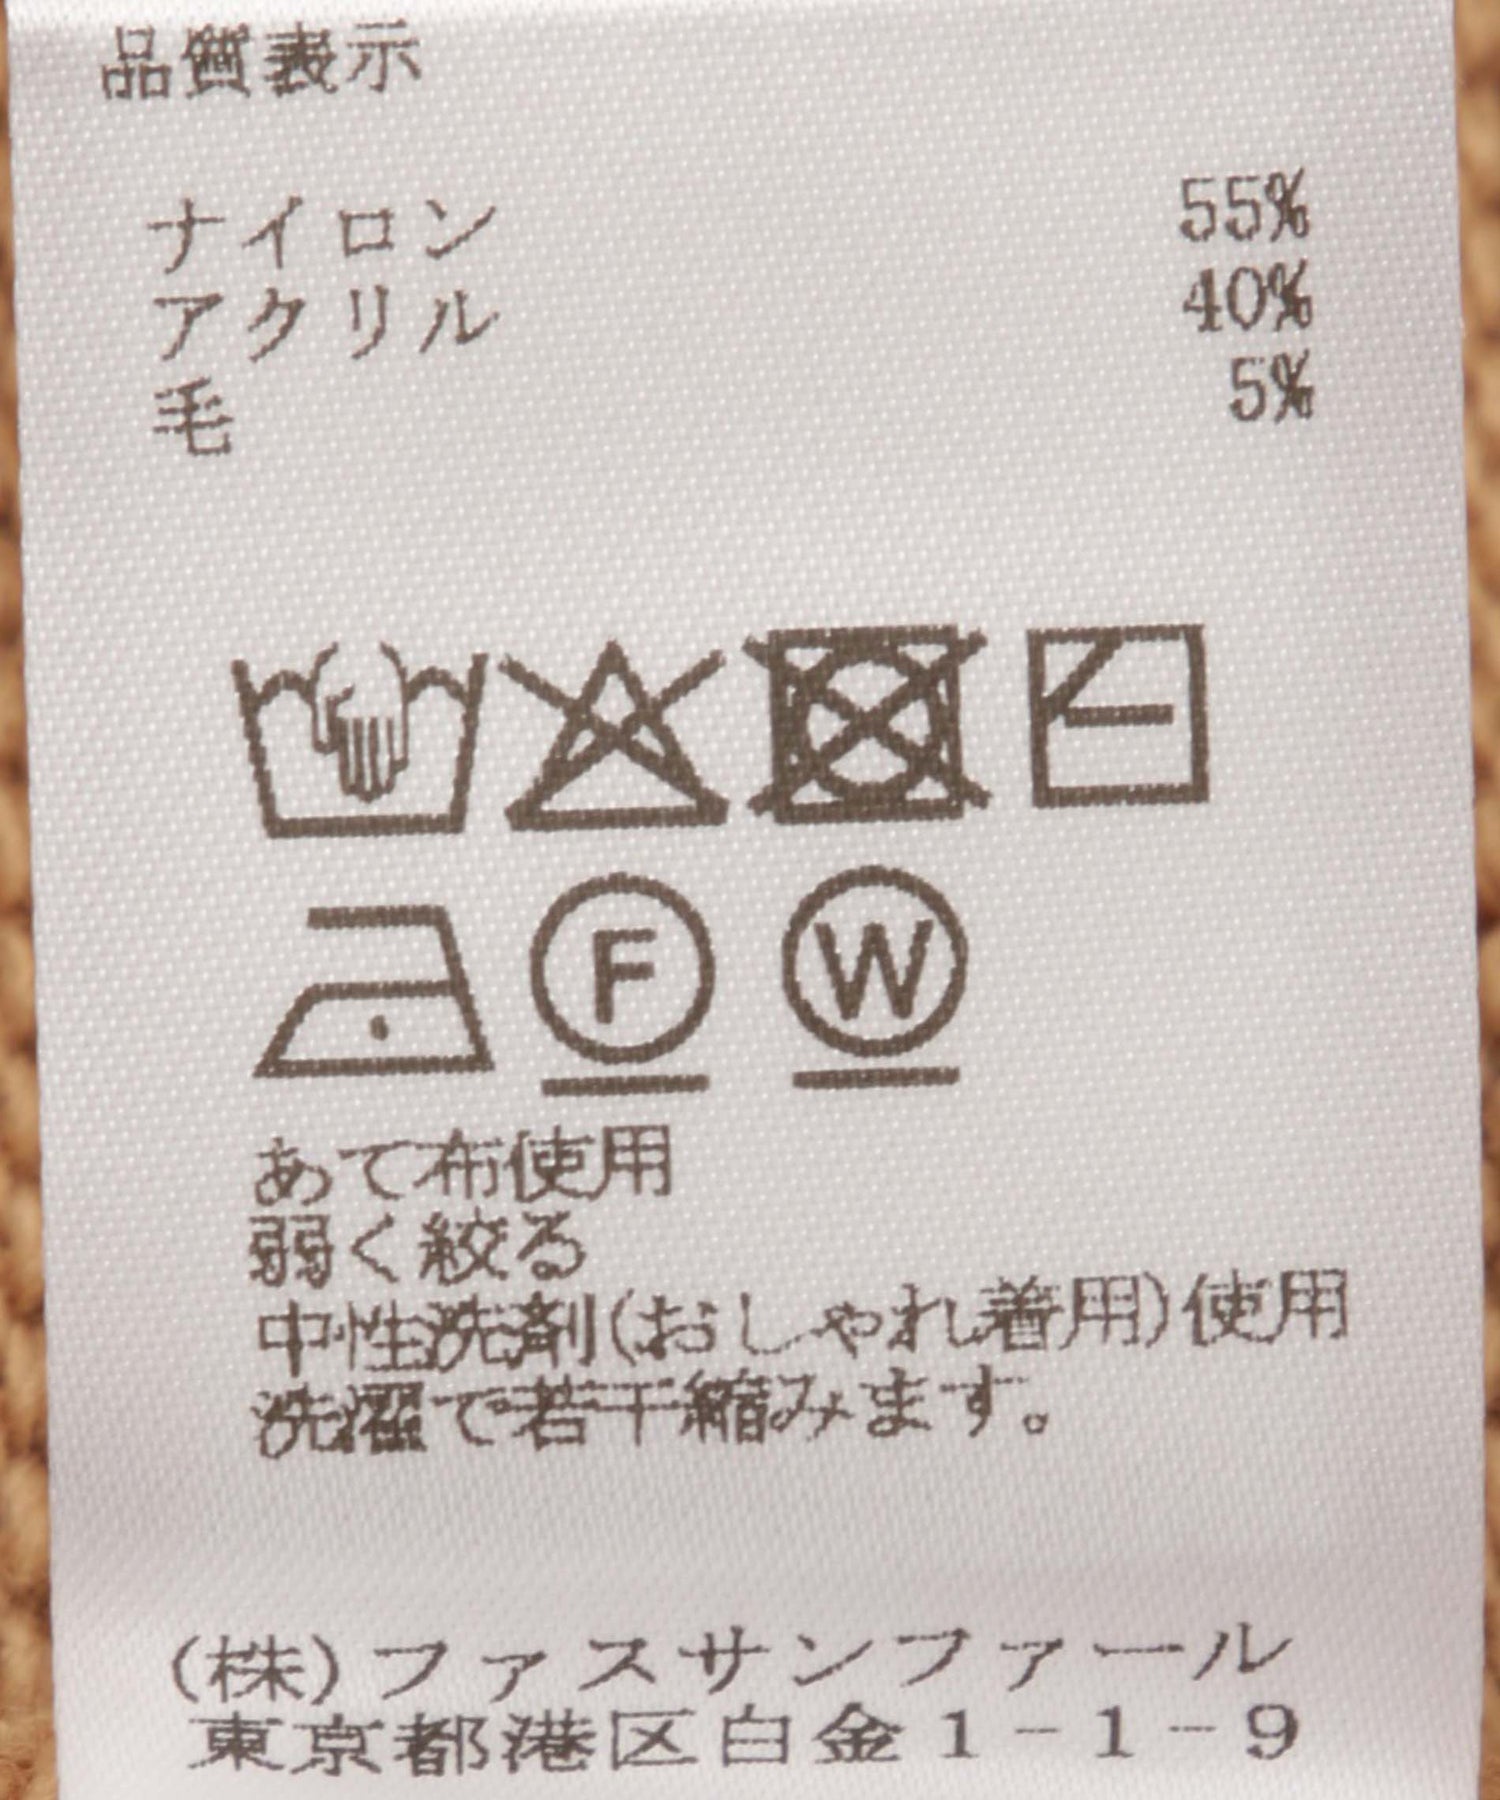 品質表示
ナイロン 55%
アクリル 40%
毛 5%
F W
あて布使用
弱く絞る
中性洗剤(おしゃれ着用)使用
洗濯で若干縮みます。
(株)ファスサンファール
東京都港区白金1-1-9